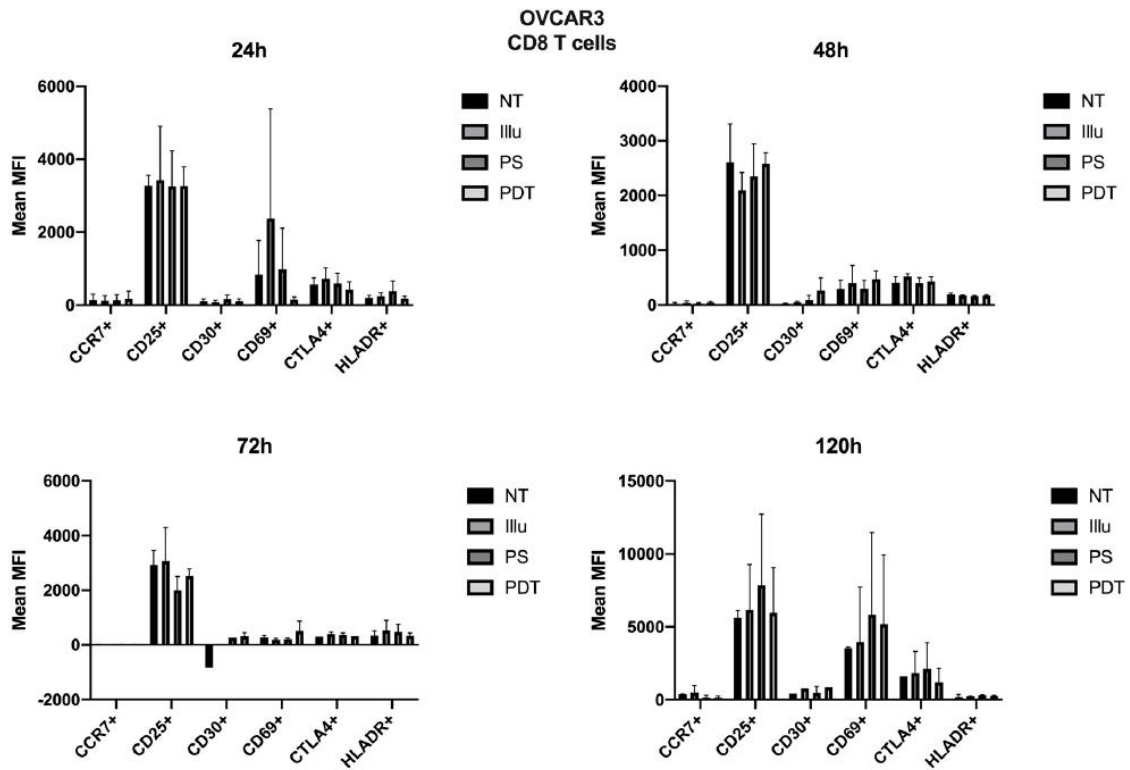 OVCAR3
CD8 T cells
24h
6000
4000
2000
0
Mean MFI
CCR7+
CD25+
CD30+
CD69+
CTLA4+
HLADR+
NT
Illu
PS
PDT
48h
4000
3000
2000
1000
0
Mean MFI
CCR7+
CD25+
CD30+
CD69+
CTLA4+
HLADR+
NT
Illu
PS
PDT
72h
6000
4000
2000
0
-2000
Mean MFI
CCR7+
CD25+
CD30+
CD69+
CTLA4+
HLADR+
NT
Illu
PS
PDT
120h
15000
10000
5000
0
Mean MFI
CCR7+
CD25+
CD30+
CD69+
CTLA4+
HLADR+
NT
Illu
PS
PDT